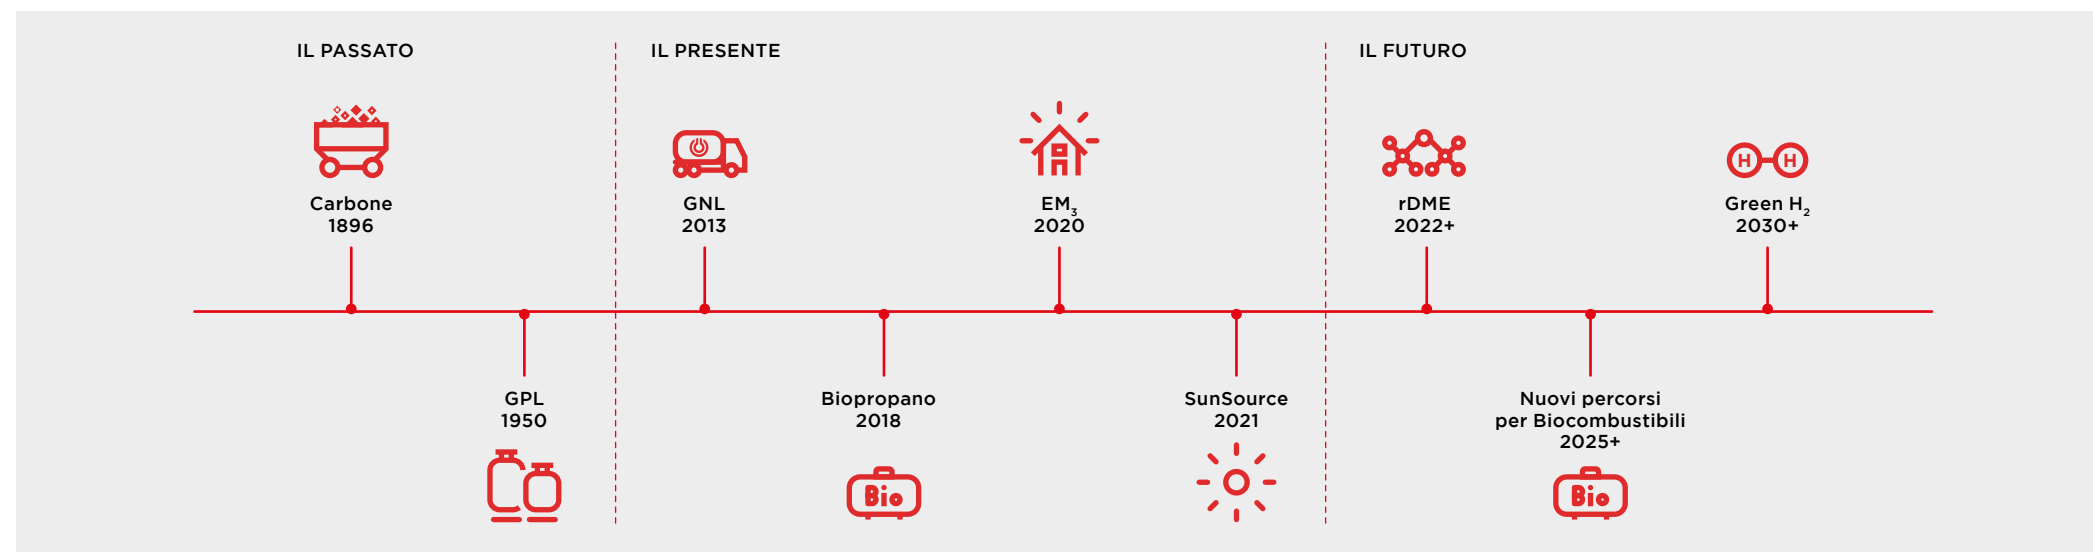 IL PASSATO
Carbone
1896
GPL
1950
IL PRESENTE
GNL
2013
Biopropano
2018
Bio
EM₃
2020
SunSource
2021
IL FUTURO
rDME
2022+
Nuovi percorsi
per Biocombustibili
2025+
Bio
H H
Green H₂
2030+